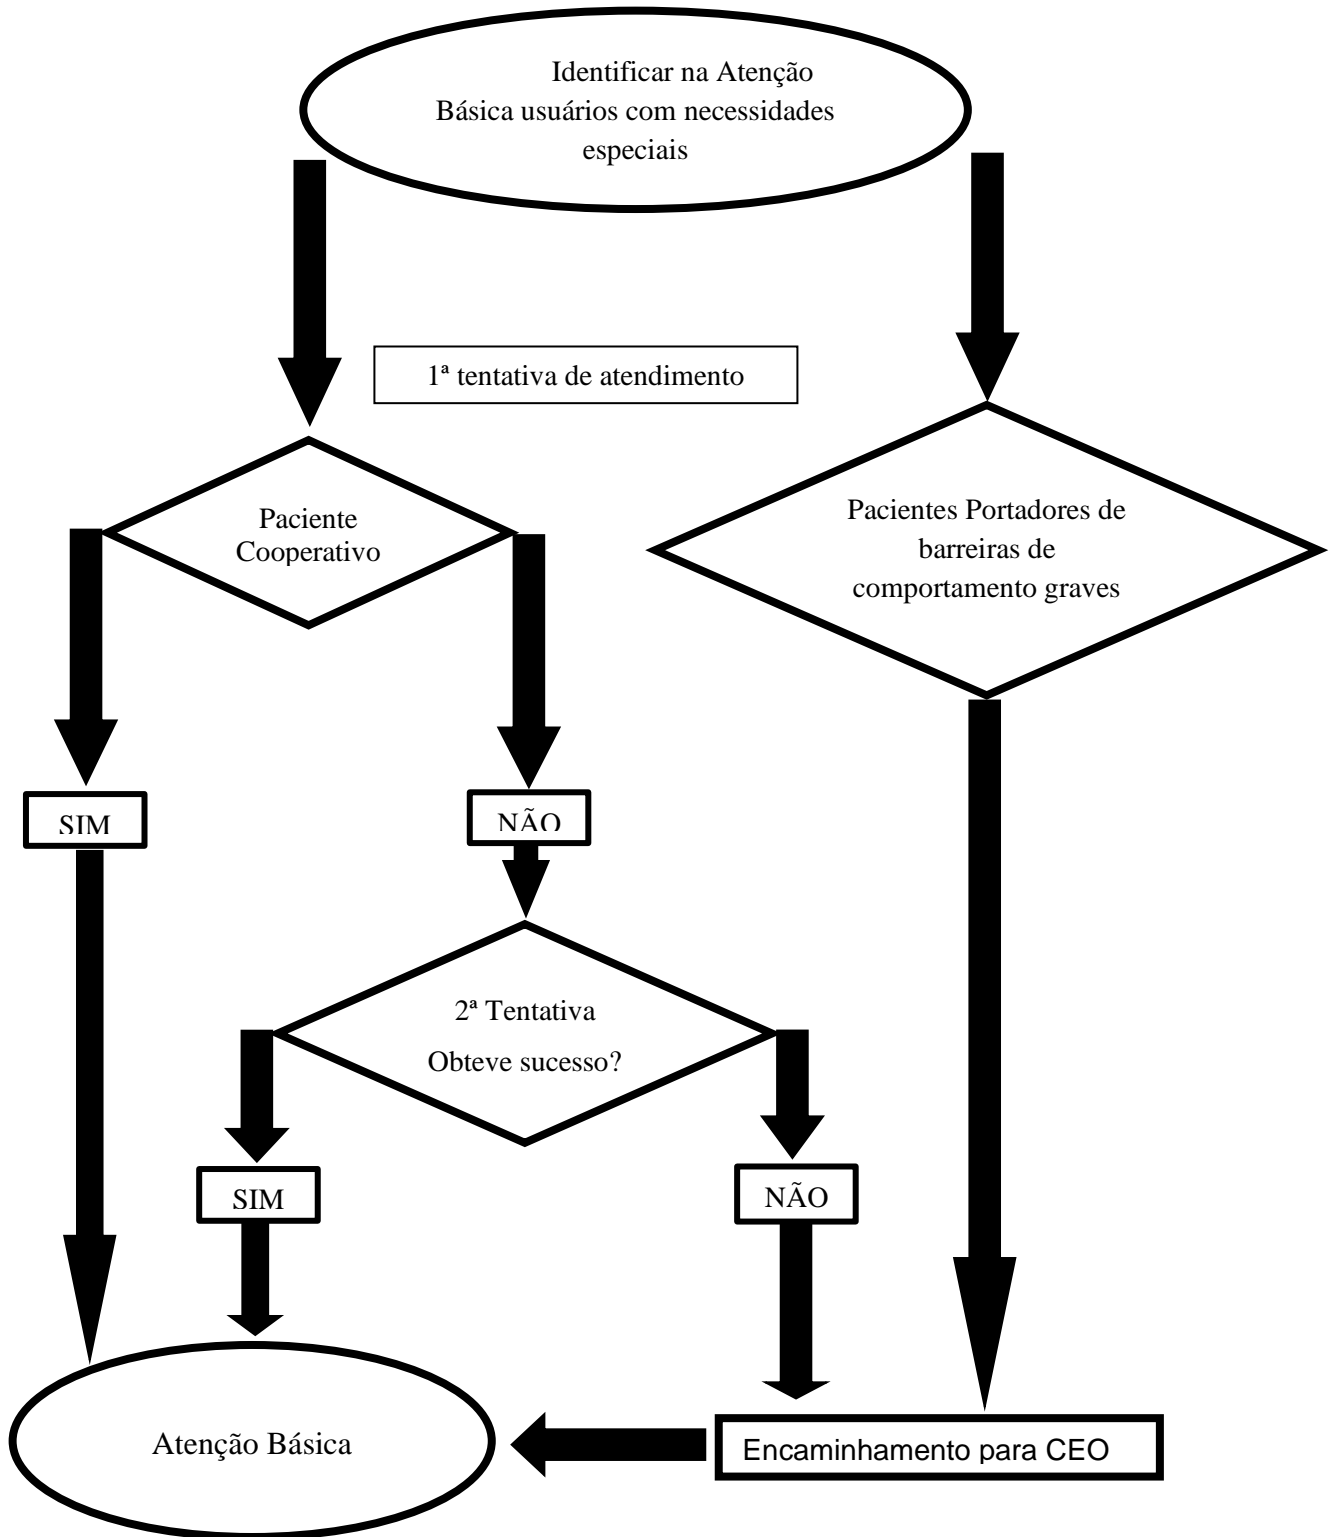 Identificar na Atenção
Básica usuários com necessidades
especiais
1ª tentativa de atendimento
Paciente
Cooperativo
Pacientes Portadores de
barreiras de
comportamento graves
SIM
NÃO
2ª Tentativa
Obteve sucesso?
SIM
NÃO
Atenção Básica
Encaminhamento para CEO